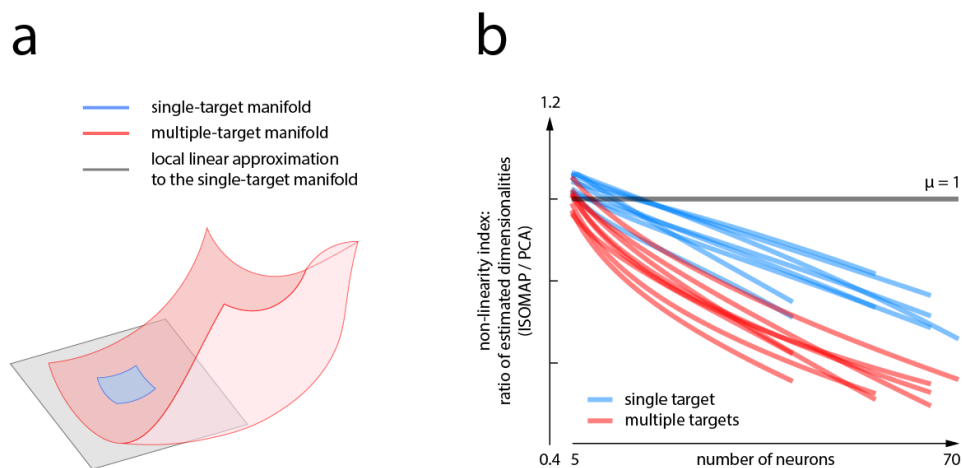 a
single-target manifold
multiple-target manifold
local linear approximation
to the single-target manifold
b
1.2
μ = 1
non-linearity index:
ratio of estimated dimensionalities
(ISOMAP / PCA)
single target
multiple targets
0.4
5
number of neurons
70